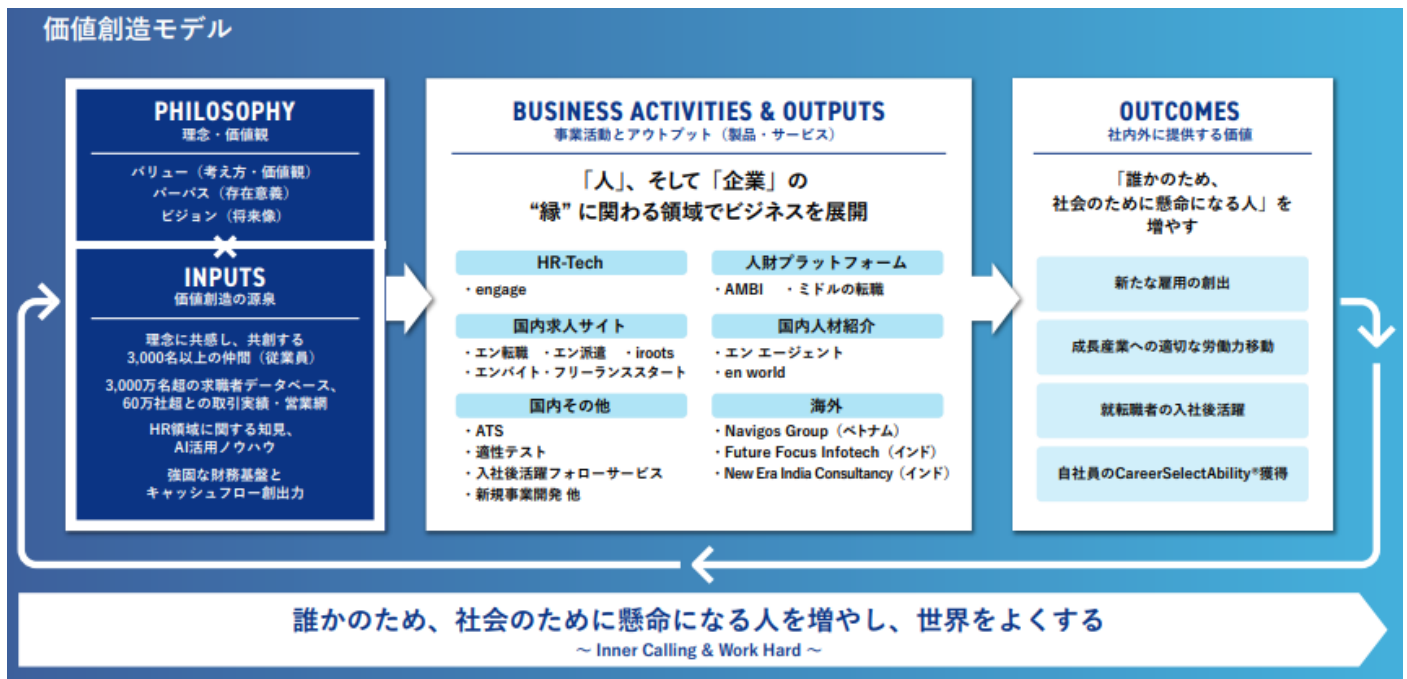 価値創造モデル
PHILOSOPHY
理念・価値観
バリュー（考え方・価値観）
パーパス（存在意義）
ビジョン（将来像）
×
INPUTS
価値創造の源泉
理念に共感し、共創する
3,000名以上の仲間（従業員）
3,000万名超の求職者データベース、
60万社超との取引実績・営業網
HR領域に関する知見、
AI活用ノウハウ
強固な財務基盤と
キャッシュフロー創出力
BUSINESS ACTIVITIES & OUTPUTS
事業活動とアウトプット（製品・サービス）
「人」、そして「企業」の
“縁” に関わる領域でビジネスを展開
HR-Tech
・engage
人財プラットフォーム
・AMBI ・ミドルの転職
国内求人サイト
・エン転職 ・エン派遣 ・iroots
・エンバイト・フリーランススタート
国内人材紹介
・エン エージェント
・en world
国内その他
・ATS
・適性テスト
・入社後活躍フォローサービス
・新規事業開発 他
海外
・Navigos Group（ベトナム）
・Future Focus Infotech（インド）
・New Era India Consultancy（インド）
OUTCOMES
社内外に提供する価値
「誰かのため、
社会のために懸命になる人」を
増やす
新たな雇用の創出
成長産業への適切な労働力移動
就転職者の入社後活躍
自社員のCareerSelectAbility®獲得
誰かのため、社会のために懸命になる人を増やし、世界をよくする
～ Inner Calling & Work Hard ～